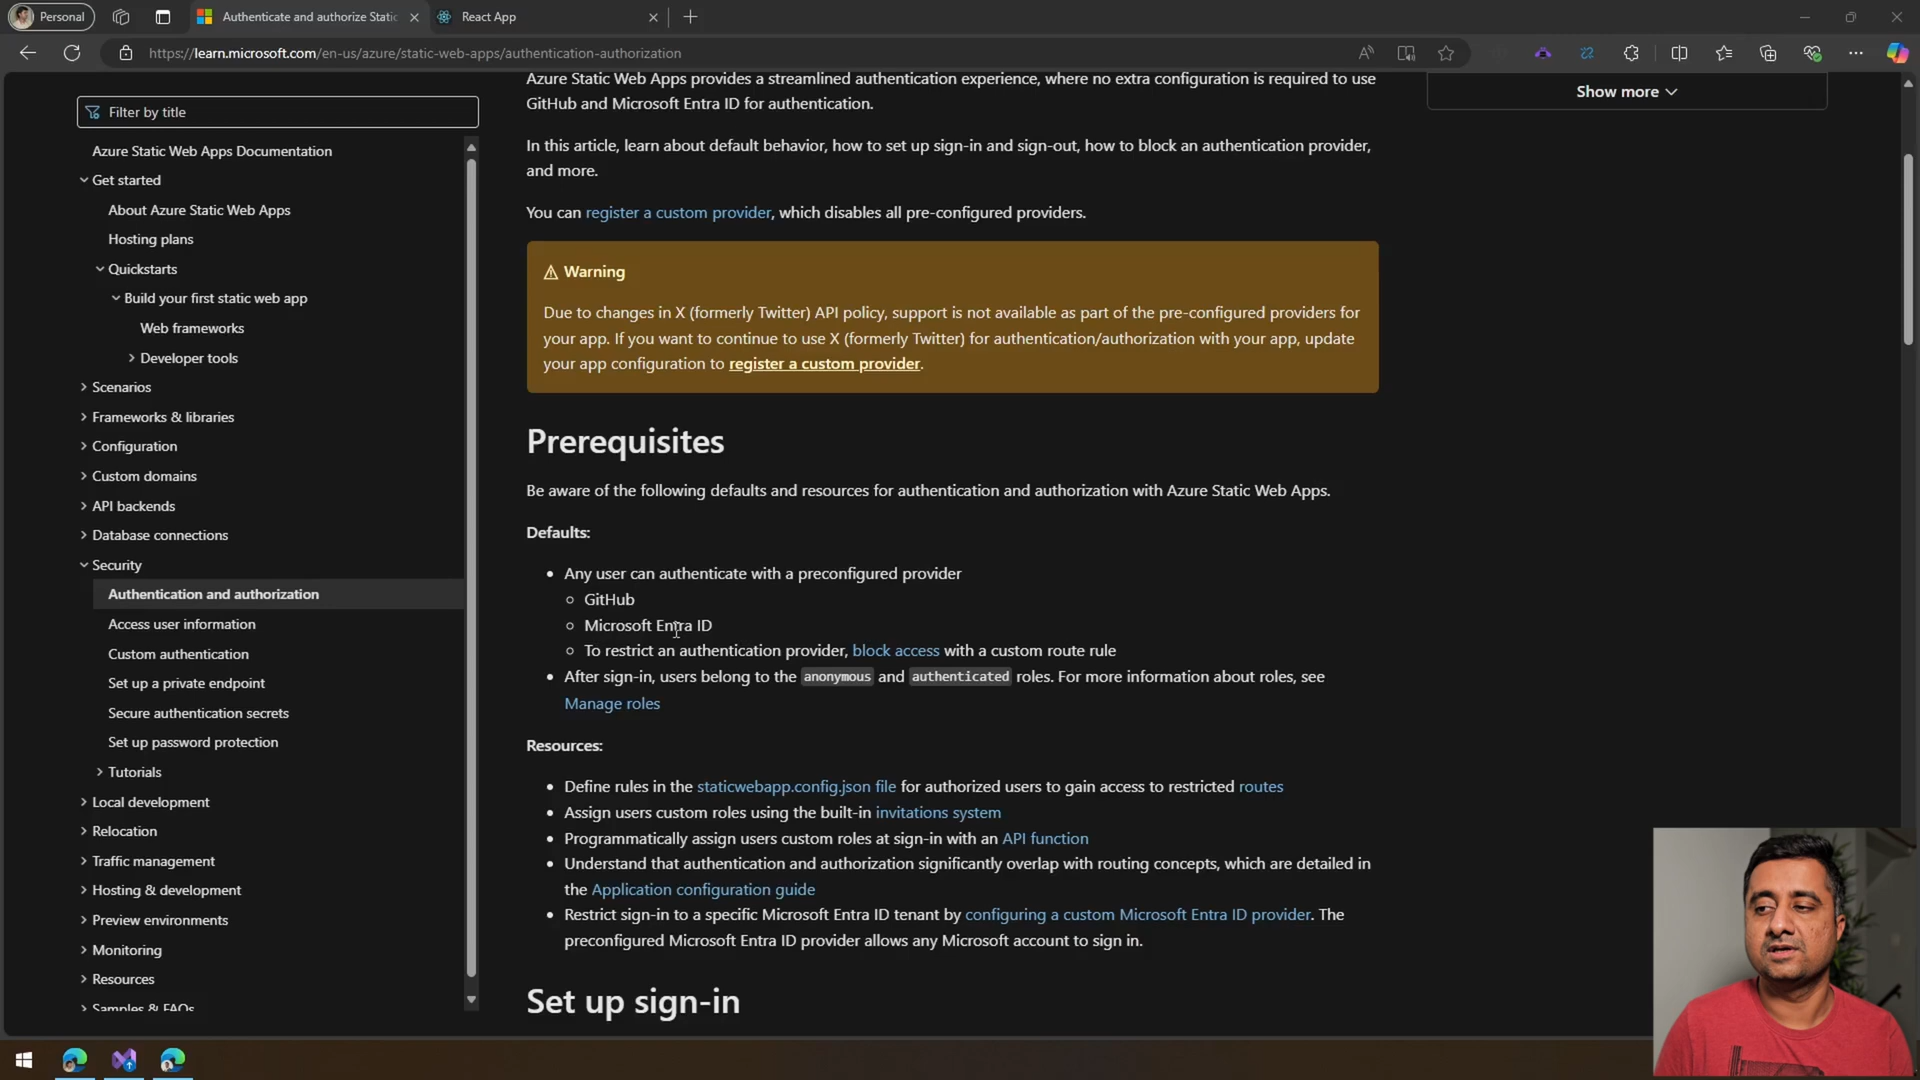 Personal
Authenticate and authorize Static
React App
https://learn.microsoft.com/en-us/azure/static-web-apps/authentication-authorization
Filter by title
Azure Static Web Apps Documentation
Get started
About Azure Static Web Apps
Hosting plans
Quickstarts
Build your first static web app
Web frameworks
Developer tools
Scenarios
Frameworks & libraries
Configuration
Custom domains
API backends
Database connections
Security
Authentication and authorization
Access user information
Custom authentication
Set up a private endpoint
Secure authentication secrets
Set up password protection
Tutorials
Local development
Relocation
Traffic management
Hosting & development
Preview environments
Monitoring
Resources
Samples & FAQs
Azure Static Web Apps provides a streamlined authentication experience, where no extra configuration is required to use
GitHub and Microsoft Entra ID for authentication.
In this article, learn about default behavior, how to set up sign-in and sign-out, how to block an authentication provider,
and more.
You can register a custom provider, which disables all pre-configured providers.
Warning
Due to changes in X (formerly Twitter) API policy, support is not available as part of the pre-configured providers for
your app. If you want to continue to use X (formerly Twitter) for authentication/authorization with your app, update
your app configuration to register a custom provider.
Prerequisites
Be aware of the following defaults and resources for authentication and authorization with Azure Static Web Apps.
Defaults:
Any user can authenticate with a preconfigured provider
GitHub
Microsoft Entra ID
To restrict an authentication provider, block access with a custom route rule
After sign-in, users belong to the anonymous and authenticated roles. For more information about roles, see
Manage roles
Resources:
Define rules in the staticwebapp.config.json file for authorized users to gain access to restricted routes
Assign users custom roles using the built-in invitations system
Programmatically assign users custom roles at sign-in with an API function
Understand that authentication and authorization significantly overlap with routing concepts, which are detailed in
the Application configuration guide
Restrict sign-in to a specific Microsoft Entra ID tenant by configuring a custom Microsoft Entra ID provider. The
preconfigured Microsoft Entra ID provider allows any Microsoft account to sign in.
Set up sign-in
Show more